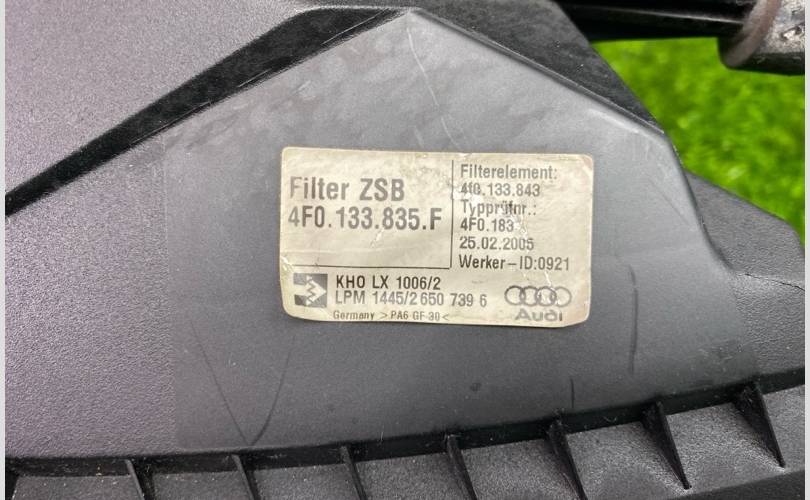 Filter ZSB
4F0.133.835.F
Filterelement:
4f0.133.843
Typprüfnr.:
4F0.183
25.02.2005
Werker-ID:0921
KHO LX 1006/2
LPM 1445/2 650 739 6
Germany >PA6 GF 30<
Audi